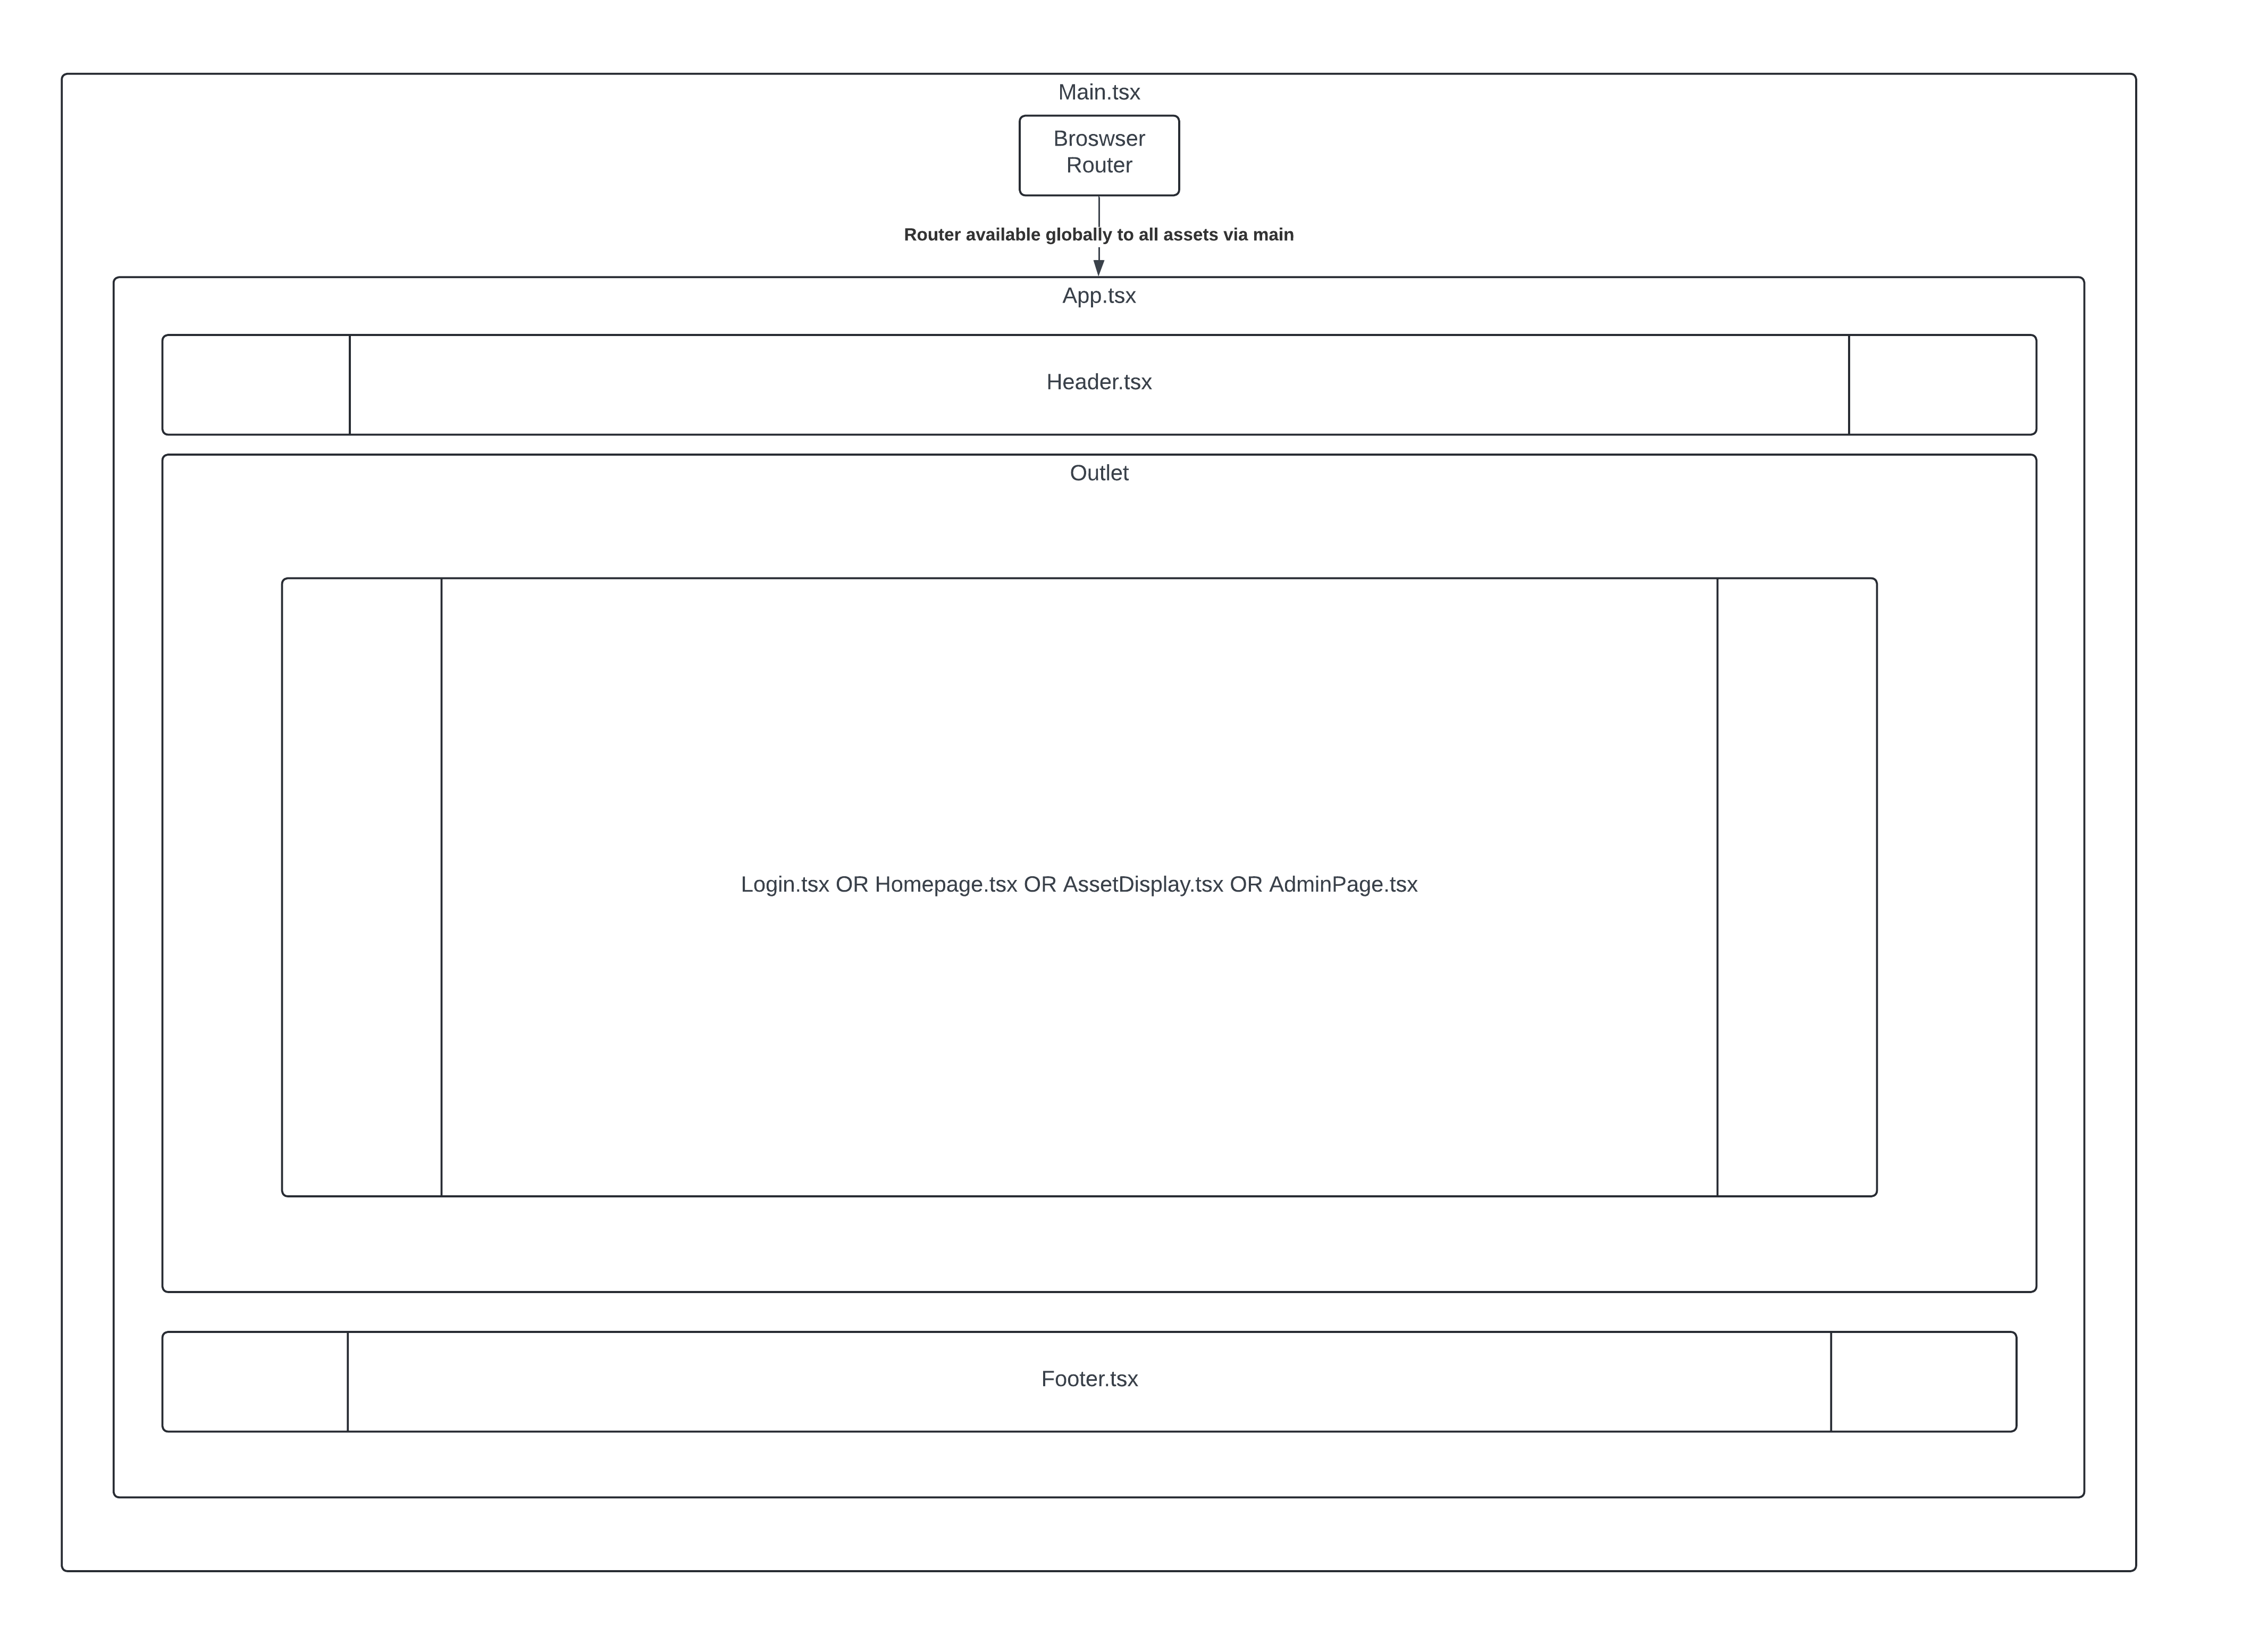 Main.tsx
Broswser
Router
Router available globally to all assets via main
App.tsx
Header.tsx
Outlet
Login.tsx OR Homepage.tsx OR AssetDisplay.tsx OR AdminPage.tsx
Footer.tsx